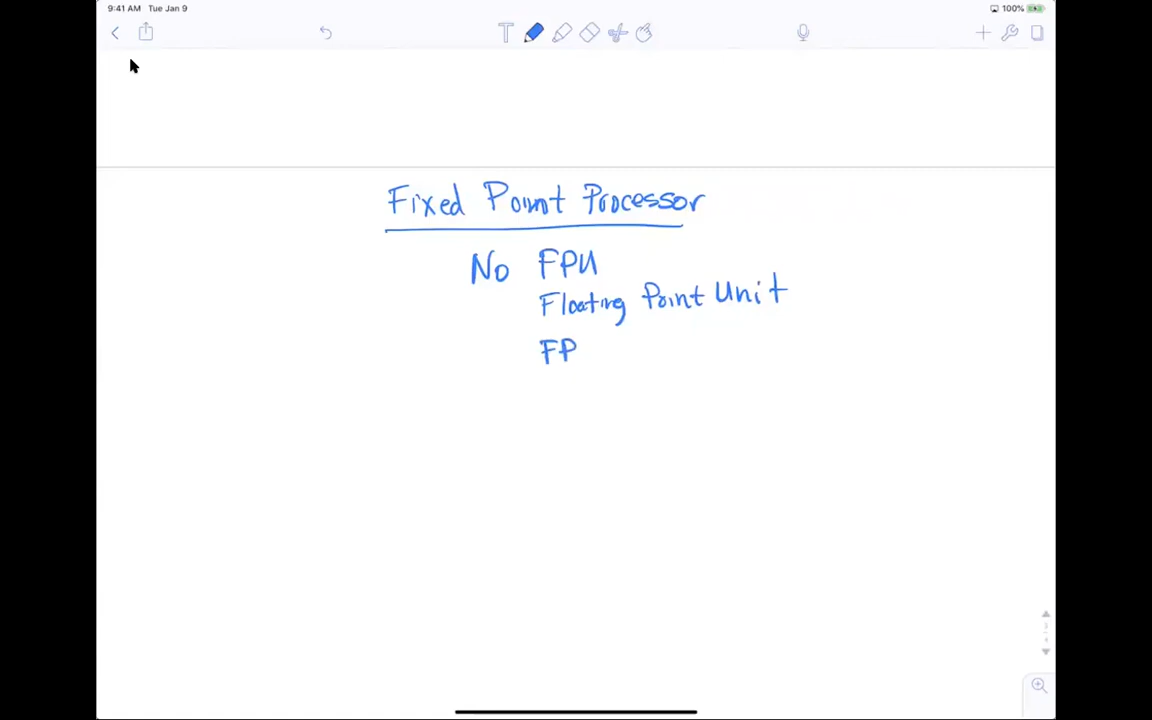 9:41 AM Tue Jan 9
100%
T
Fixed Point Processor
No FPU
Floating Point Unit
FP